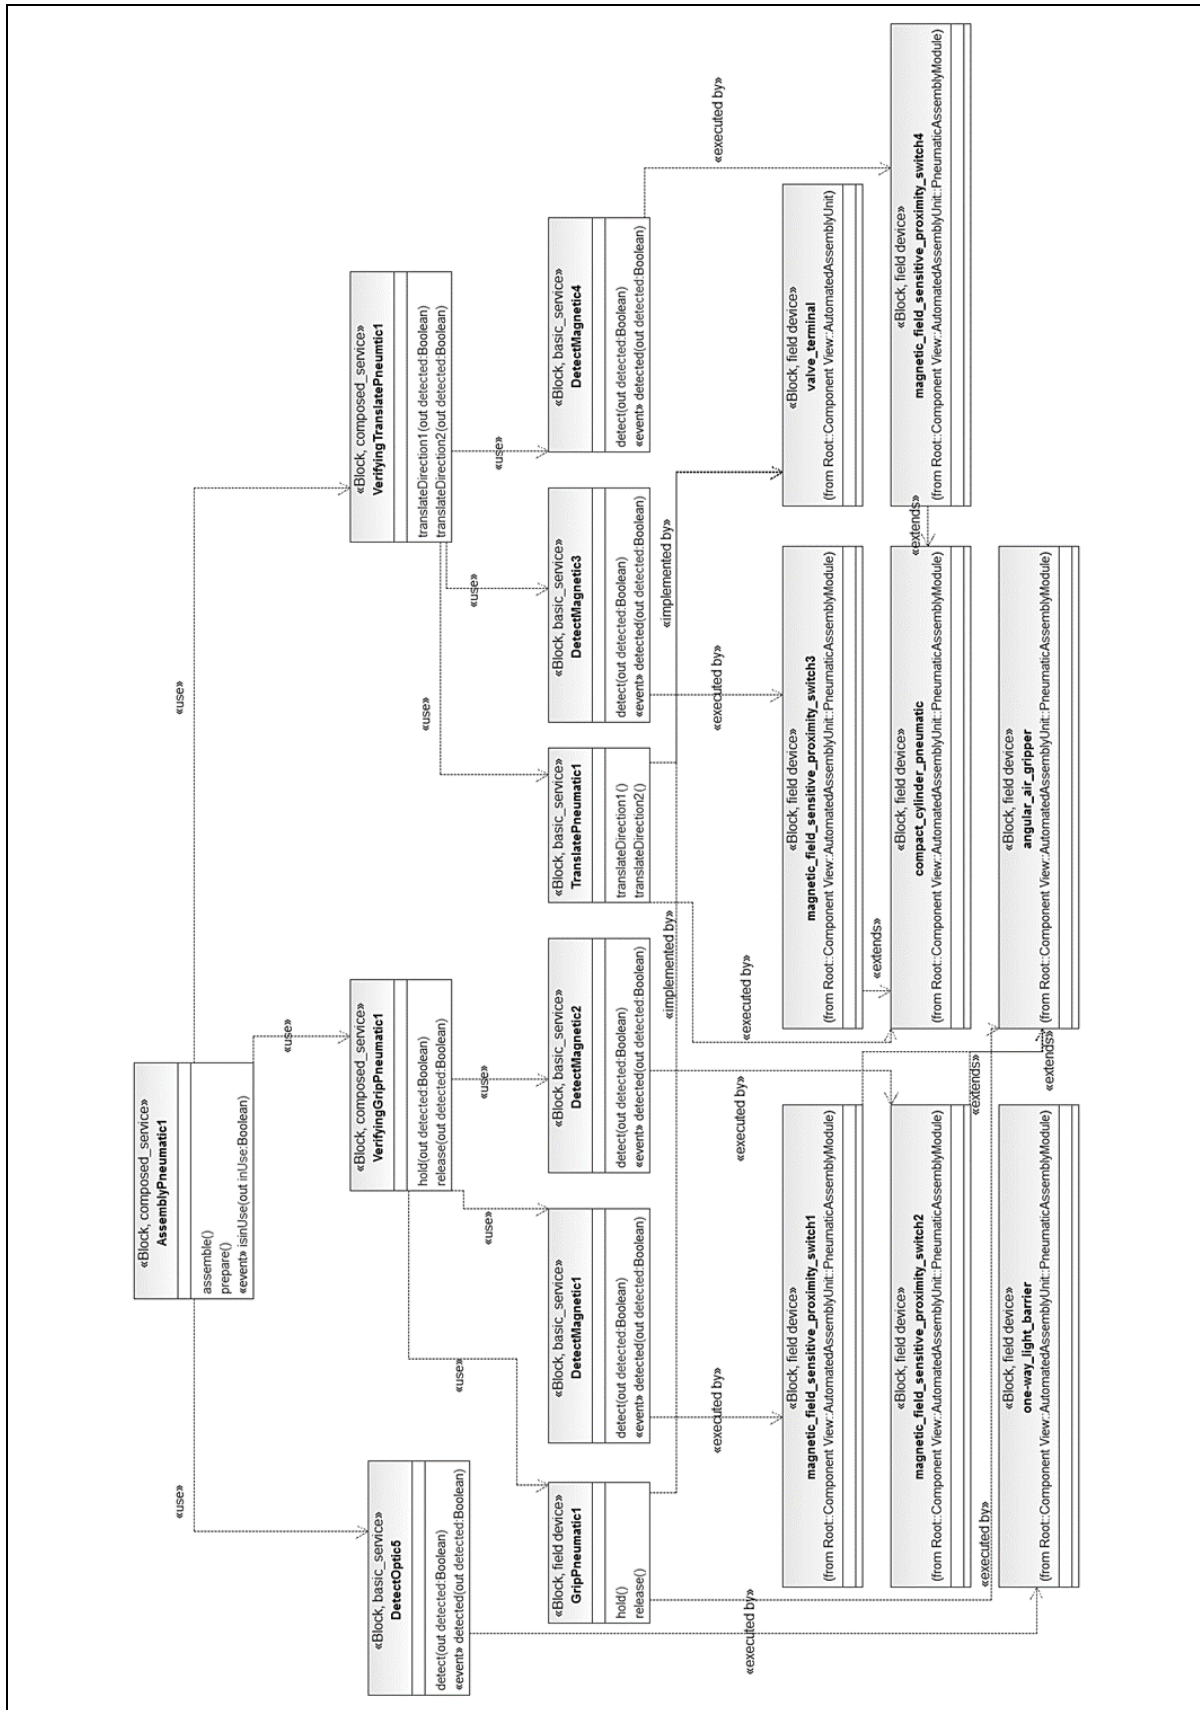 «Block, composed_service»
AssemblyPneumatic1
assemble()
prepare()
«event» isinUse(out inUse:Boolean)
«use»
«use»
«use»
«Block, basic_service»
DetectOptic5
detect(out detected:Boolean)
«event» detected(out detected:Boolean)
«Block, composed_service»
VerifyingGripPneumatic1
hold(out detected:Boolean)
release(out detected:Boolean)
«Block, composed_service»
VerifyingTranslatePneumtic1
translateDirection1(out detected:Boolean)
translateDirection2(out detected:Boolean)
«use»
«use»
«use»
«use»
«use»
«use»
«Block, field device»
GripPneumatic1
hold()
release()
«Block, basic_service»
DetectMagnetic1
detect(out detected:Boolean)
«event» detected(out detected:Boolean)
«Block, basic_service»
DetectMagnetic2
detect(out detected:Boolean)
«event» detected(out detected:Boolean)
«Block, basic_service»
TranslatePneumatic1
translateDirection1()
translateDirection2()
«Block, basic_service»
DetectMagnetic3
detect(out detected:Boolean)
«event» detected(out detected:Boolean)
«Block, basic_service»
DetectMagnetic4
detect(out detected:Boolean)
«event» detected(out detected:Boolean)
«implemented by»
«implemented by»
«executed by»
«executed by»
«executed by»
«executed by»
«executed by»
«executed by»
«Block, field device»
magnetic_field_sensitive_proximity_switch1
(from Root::Component View::AutomatedAssemblyUnit::PneumaticAssemblyModule)
«Block, field device»
magnetic_field_sensitive_proximity_switch3
(from Root::Component View::AutomatedAssemblyUnit::PneumaticAssemblyModule)
«Block, field device»
valve_terminal
(from Root::Component View::AutomatedAssemblyUnit)
«extends»
«Block, field device»
magnetic_field_sensitive_proximity_switch2
(from Root::Component View::AutomatedAssemblyUnit::PneumaticAssemblyModule)
«Block, field device»
compact_cylinder_pneumatic
(from Root::Component View::AutomatedAssemblyUnit::PneumaticAssemblyModule)
«Block, field device»
magnetic_field_sensitive_proximity_switch4
(from Root::Component View::AutomatedAssemblyUnit::PneumaticAssemblyModule)
«extends»
«executed by»
«extends»
«Block, field device»
one-way_light_barrier
(from Root::Component View::AutomatedAssemblyUnit::PneumaticAssemblyModule)
«Block, field device»
angular_air_gripper
(from Root::Component View::AutomatedAssemblyUnit::PneumaticAssemblyModule)
«extends»